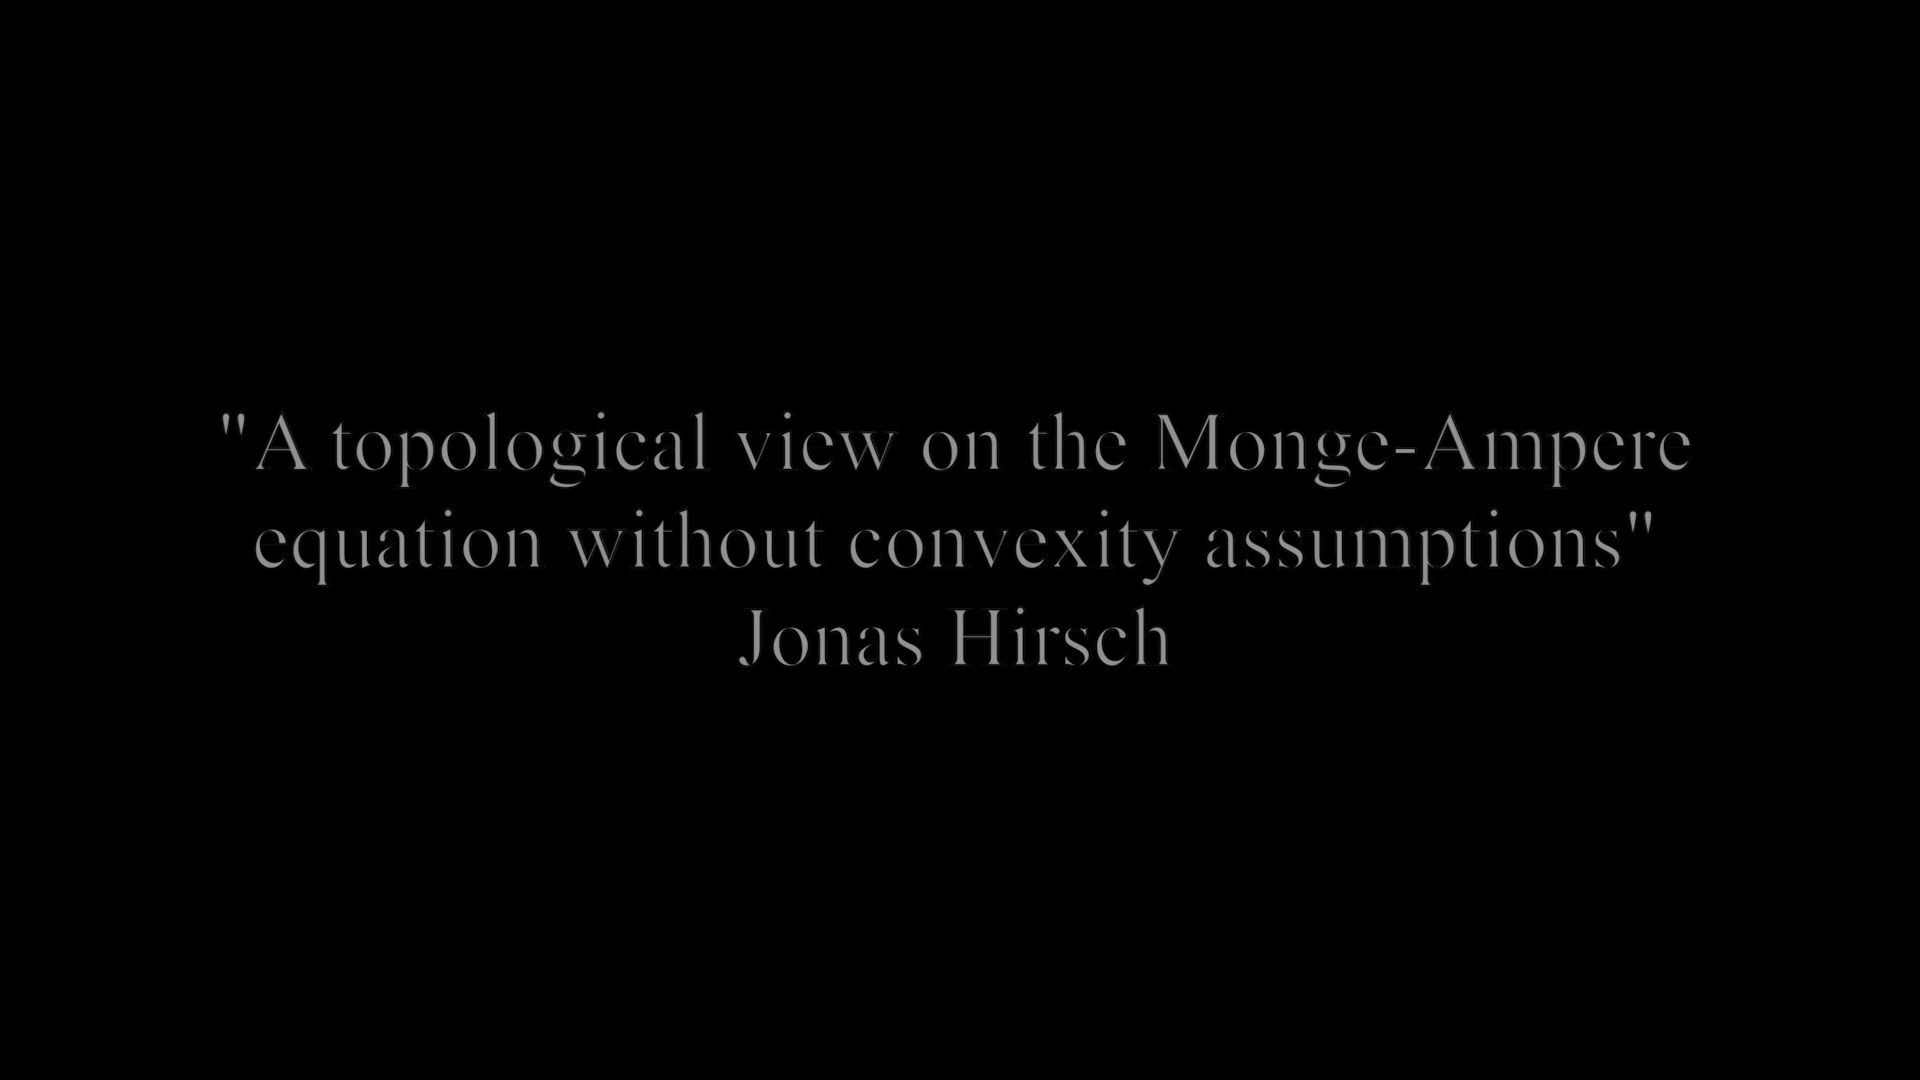 "A topological view on the Monge-Ampere
equation without convexity assumptions"
Jonas Hirsch